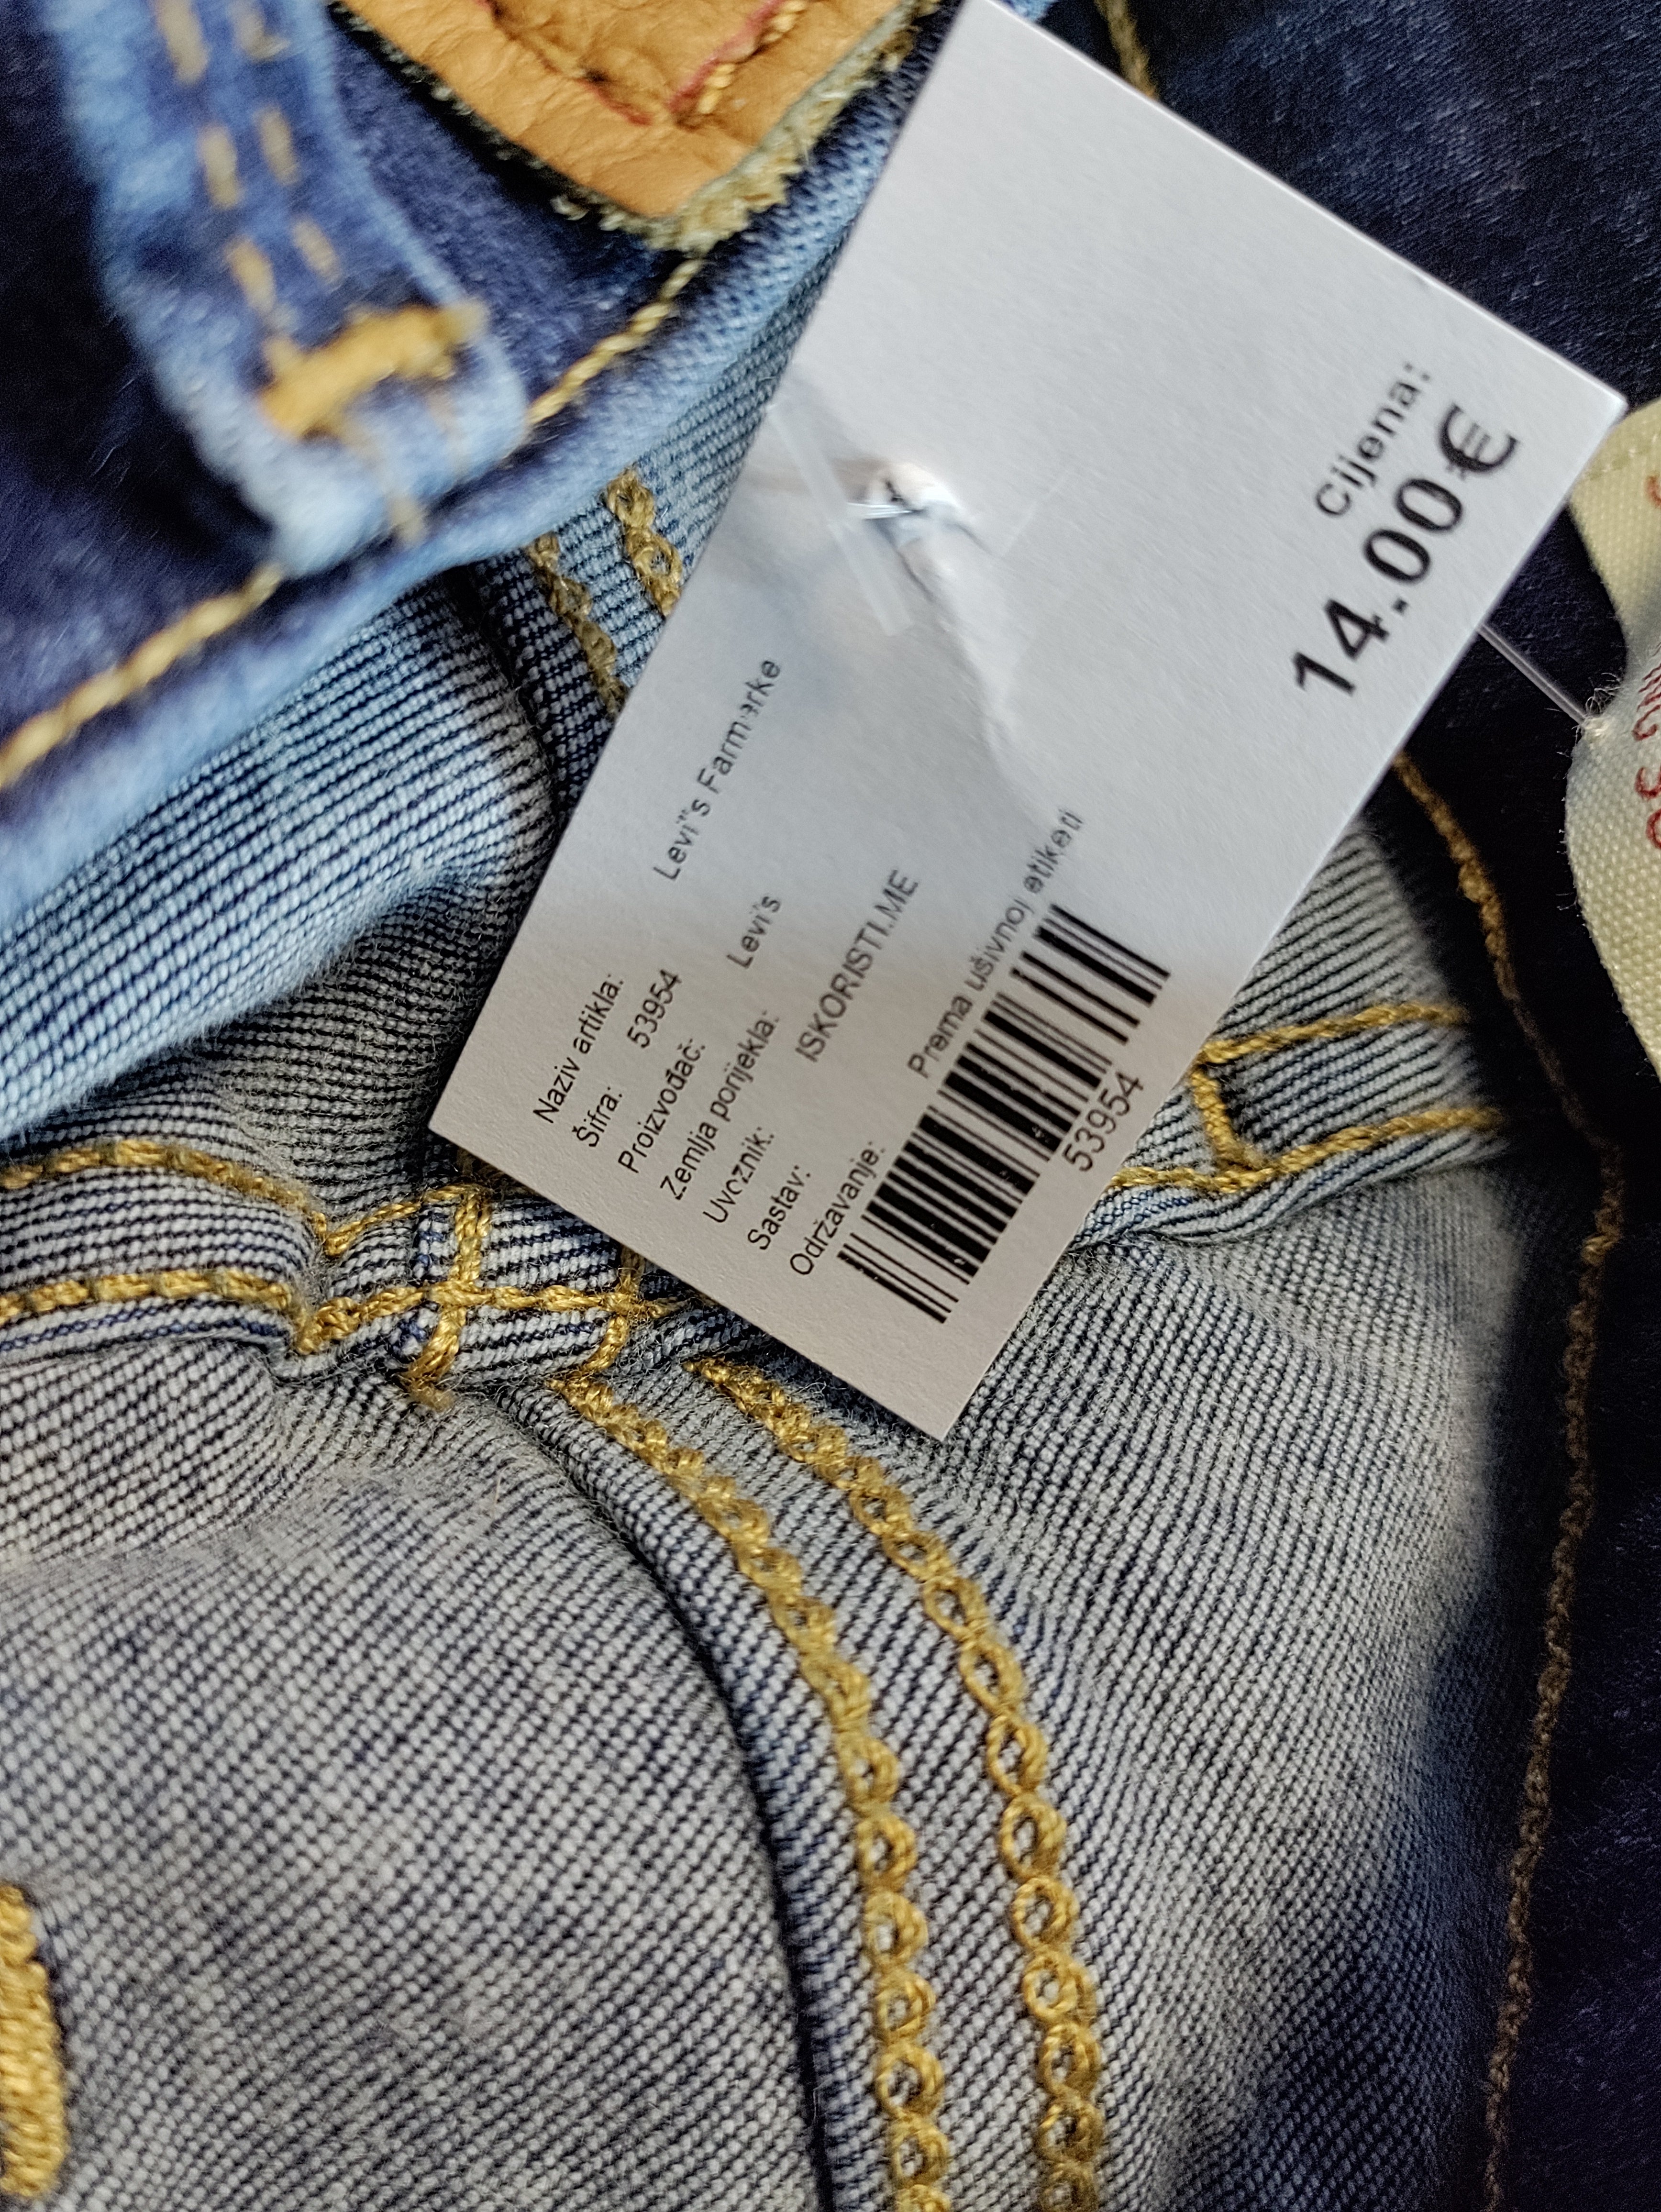 Naziv artikla: Levi's Farmerke
Šifra: 53954
Proizvođač: Levi's
Zemlja porijekla:
Uvoznik: ISKORISTI.ME
Sastav:
Održavanje: Prema ušivnoj etiketi
53954
Cijena:
14.00€